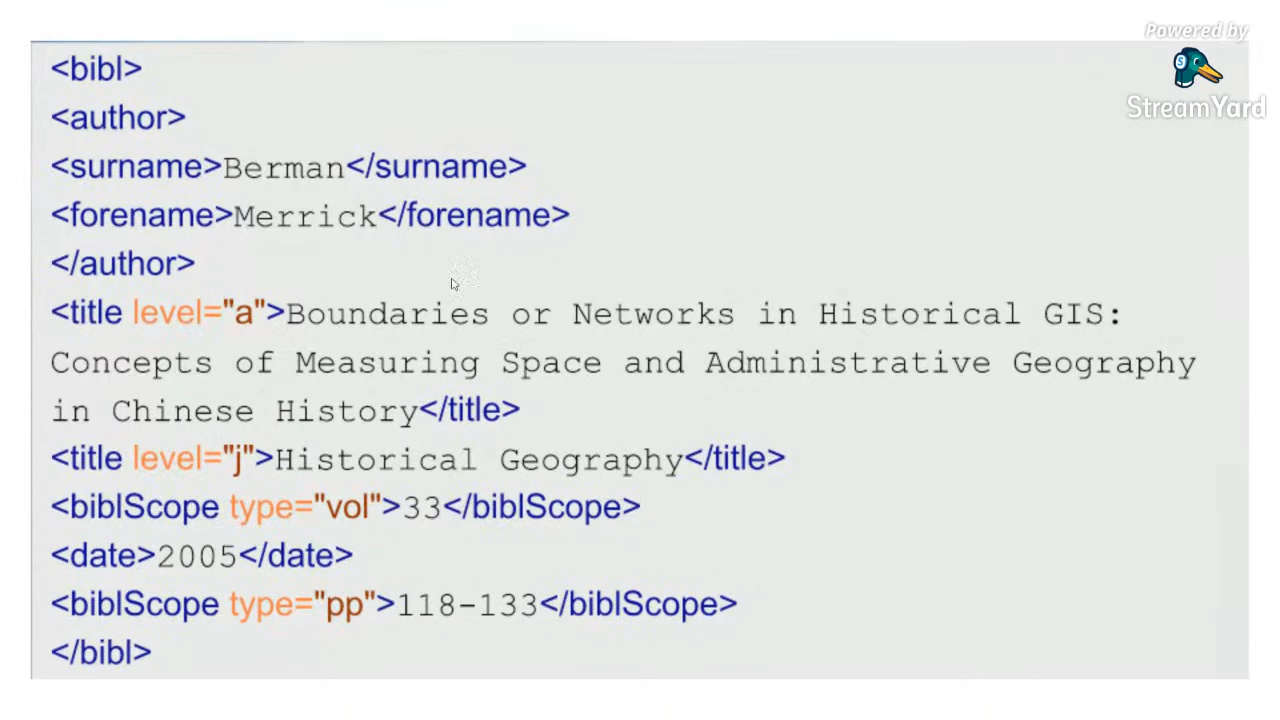 Powered by
StreamYard
<bibl>
<author>
<surname>Berman</surname>
<forename>Merrick</forename>
</author>
<title level="a">Boundaries or Networks in Historical GIS:
Concepts of Measuring Space and Administrative Geography
in Chinese History</title>
<title level="j">Historical Geography</title>
<biblScope type="vol">33</biblScope>
<date>2005</date>
<biblScope type="pp">118-133</biblScope>
</bibl>